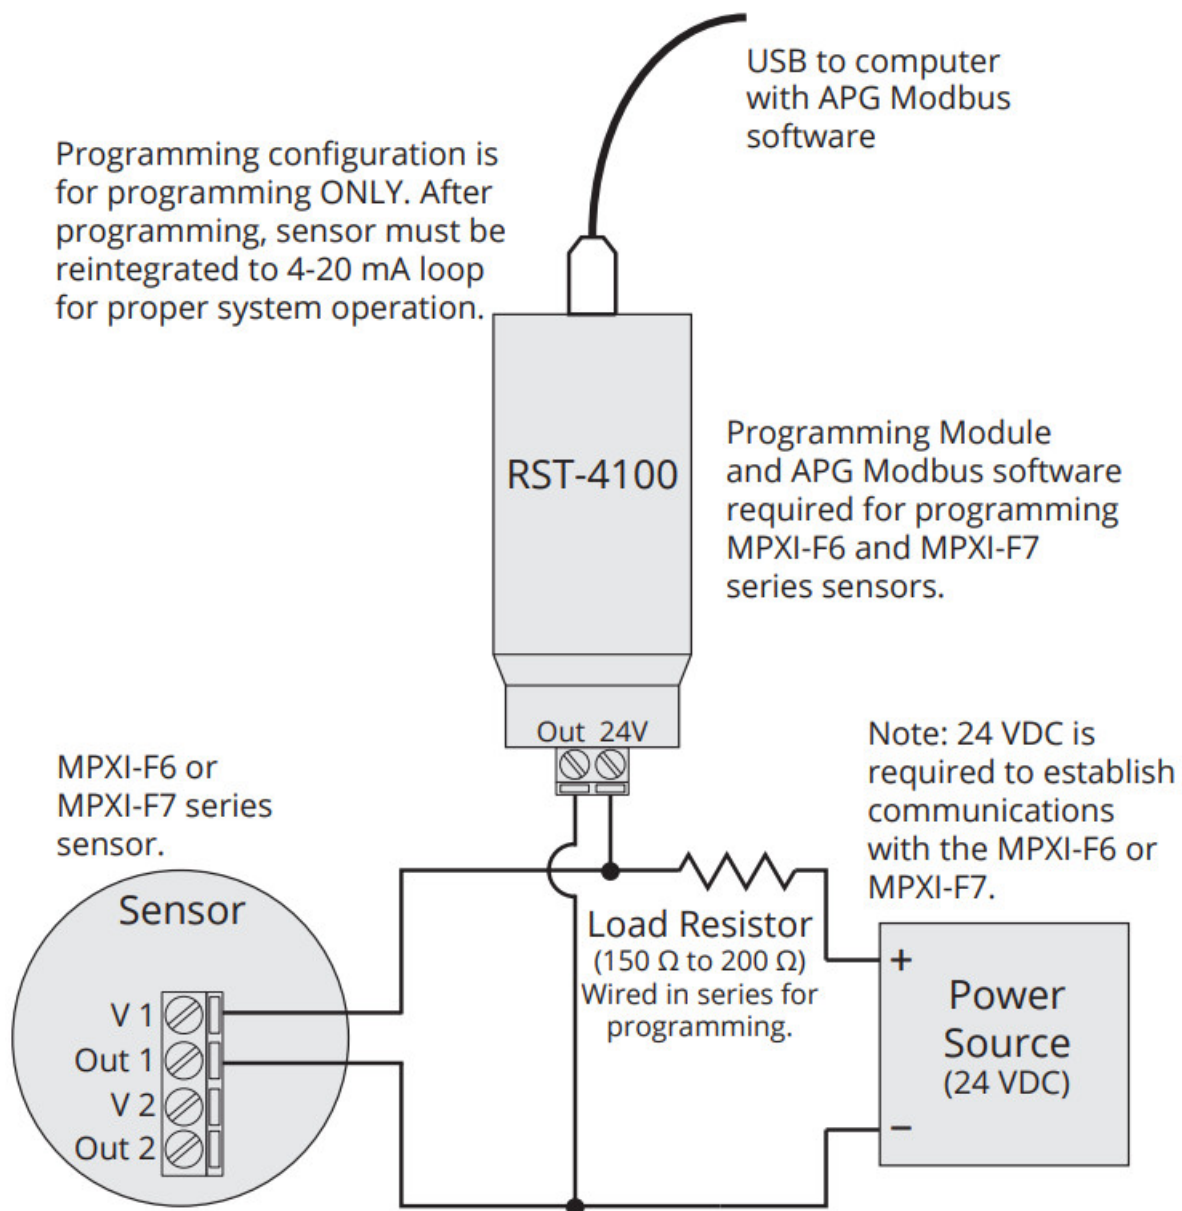 USB to computer
with APG Modbus
software
Programming configuration is
for programming ONLY. After
programming, sensor must be
reintegrated to 4-20 mA loop
for proper system operation.
RST-4100
Programming Module
and APG Modbus software
required for programming
MPXI-F6 and MPXI-F7
series sensors.
Out 24V
Note: 24 VDC is
required to establish
communications
with the MPXI-F6 or
MPXI-F7.
MPXI-F6 or
MPXI-F7 series
sensor.
Sensor
V 1
Out 1
V 2
Out 2
Load Resistor
(150 Ω to 200 Ω)
Wired in series for
programming.
+
Power
Source
(24 VDC)
−